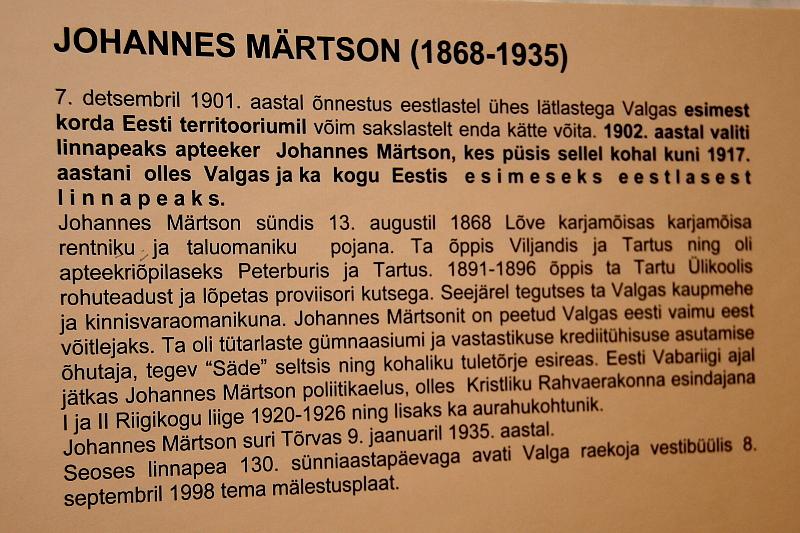 JOHANNES MÄRTSON (1868-1935)
7. detsembril 1901. aastal õnnestus eestlastel ühes lätlastega Valgas esimest
korda Eesti territooriumil võim sakslastelt enda kätte võita. 1902. aastal valiti
linnapeaks apteeker Johannes Märtson, kes püsis sellel kohal kuni 1917.
aastani olles Valgas ja ka kogu Eestis e s i m e s e k s e e s t l a s e s t
l i n n a p e a k s.
Johannes Märtson sündis 13. augustil 1868 Lõve karjamõisas karjamõisa
rentniku ja taluomaniku pojana. Ta õppis Viljandis ja Tartus ning oli
apteekriõpilaseks Peterburis ja Tartus. 1891-1896 õppis ta Tartu Ülikoolis
rohuteadust ja lõpetas proviisori kutsega. Seejärel tegutses ta Valgas kaupmehe
ja kinnisvaraomanikuna. Johannes Märtsonit on peetud Valgas eesti vaimu eest
võitlejaks. Ta oli tütarlaste gümnaasiumi ja vastastikuse krediitühisuse asutamise
õhutaja, tegev “Säde” seltsis ning kohaliku tuletõrje esireas. Eesti Vabariigi ajal
jätkas Johannes Märtson poliitikaelus, olles Kristliku Rahvaerakonna esindajana
I ja II Riigikogu liige 1920-1926 ning lisaks ka aurahukohtunik.
Johannes Märtson suri Tõrvas 9. jaanuaril 1935. aastal.
Seoses linnapea 130. sünniaastapäevaga avati Valga raekoja vestibüülis 8.
septembril 1998 tema mälestusplaat.